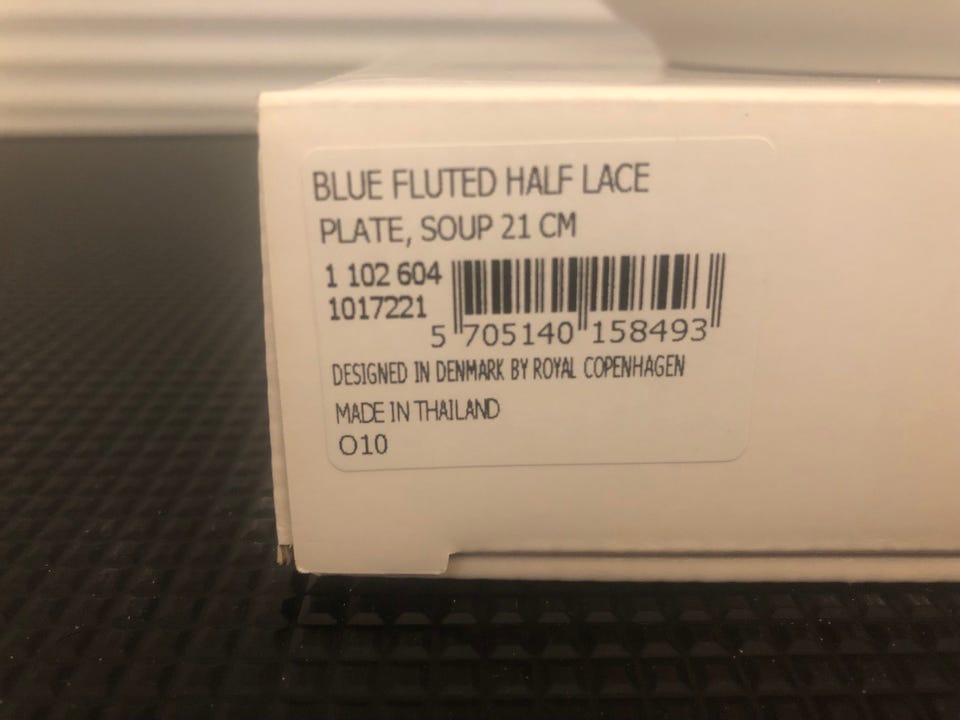 BLUE FLUTED HALF LACE
PLATE, SOUP 21 CM
1 102 604
1017221
5 705140 158493
DESIGNED IN DENMARK BY ROYAL COPENHAGEN
MADE IN THAILAND
O10